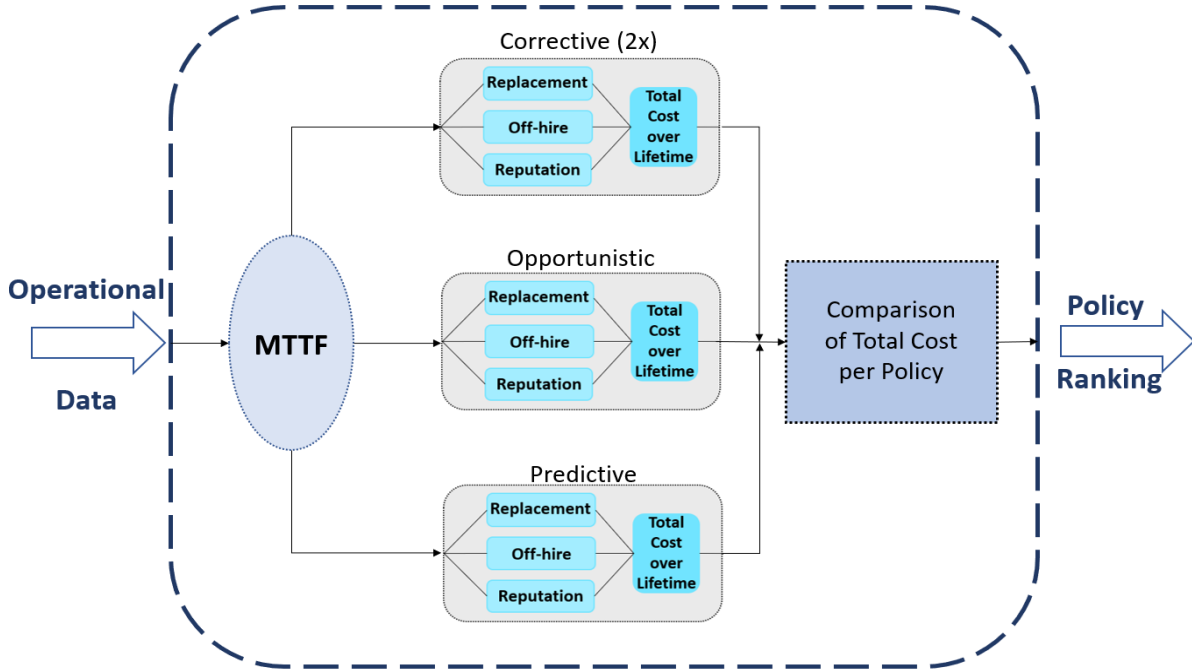 Corrective (2x)
Replacement
Off-hire
Reputation
Total
Cost
over
Lifetime
Operational
Data
MTTF
Opportunistic
Replacement
Off-hire
Reputation
Total
Cost
over
Lifetime
Predictive
Replacement
Off-hire
Reputation
Total
Cost
over
Lifetime
Comparison
of Total Cost
per Policy
Policy
Ranking